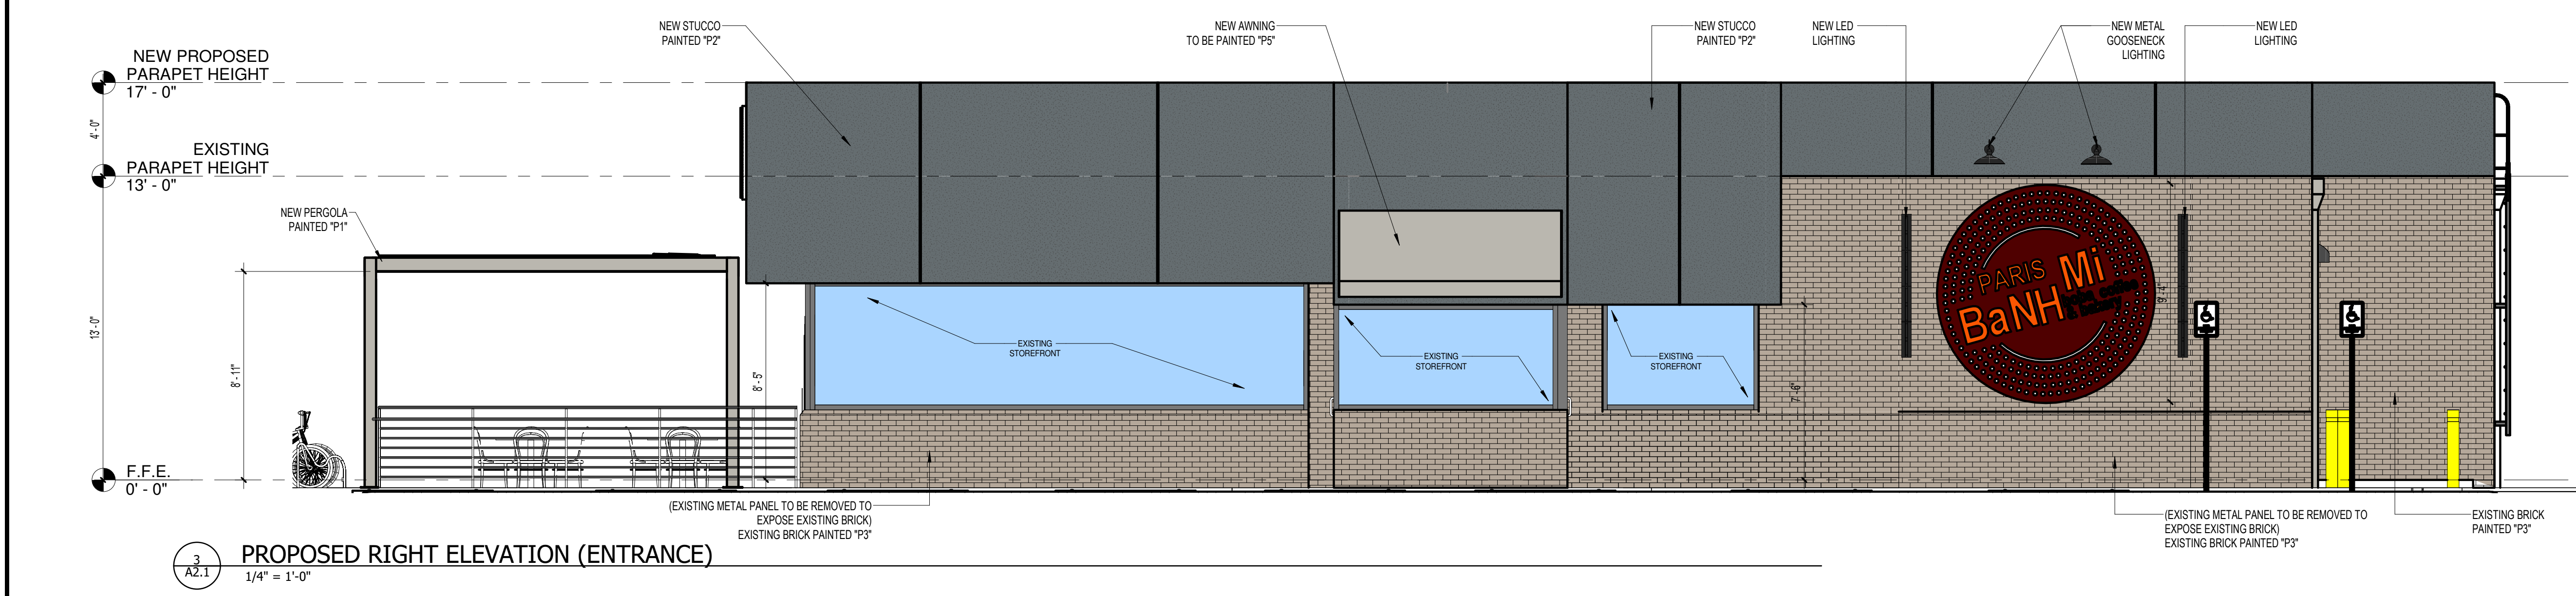 NEW STUCCO
PAINTED "P2"
NEW AWNING
TO BE PAINTED "P5"
NEW STUCCO
PAINTED "P2"
NEW LED
LIGHTING
NEW METAL
GOOSENECK
LIGHTING
NEW LED
LIGHTING
NEW PROPOSED
PARAPET HEIGHT
17' - 0"
4'-0"
EXISTING
PARAPET HEIGHT
13' - 0"
NEW PERGOLA
PAINTED "P1"
13'-0"
8'-11"
8'-5"
EXISTING
STOREFRONT
EXISTING
STOREFRONT
EXISTING
STOREFRONT
7'-6"
PARIS
BaNH Mi
9'-4"
F.F.E.
0' - 0"
(EXISTING METAL PANEL TO BE REMOVED TO
EXPOSE EXISTING BRICK)
EXISTING BRICK PAINTED "P3"
(EXISTING METAL PANEL TO BE REMOVED TO
EXPOSE EXISTING BRICK)
EXISTING BRICK PAINTED "P3"
EXISTING BRICK
PAINTED "P3"
3
A2.1
PROPOSED RIGHT ELEVATION (ENTRANCE)
1/4" = 1'-0"